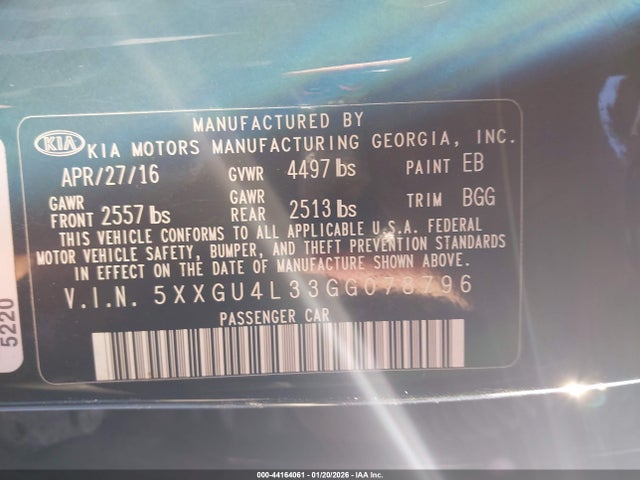 MANUFACTURED BY
KIA KIA MOTORS MANUFACTURING GEORGIA, INC.
APR/27/16 GVWR 4497 lbs PAINT EB
GAWR FRONT 2557 lbs GAWR REAR 2513 lbs TRIM BGG
THIS VEHICLE CONFORMS TO ALL APPLICABLE U.S.A. FEDERAL
MOTOR VEHICLE SAFETY, BUMPER, AND THEFT PREVENTION STANDARDS
IN EFFECT ON THE DATE OF MANUFACTURE SHOWN ABOVE.
V.I.N. 5XXGU4L33GG078796
PASSENGER CAR
5220
000-44164061 - 01/20/2026 - IAA Inc.